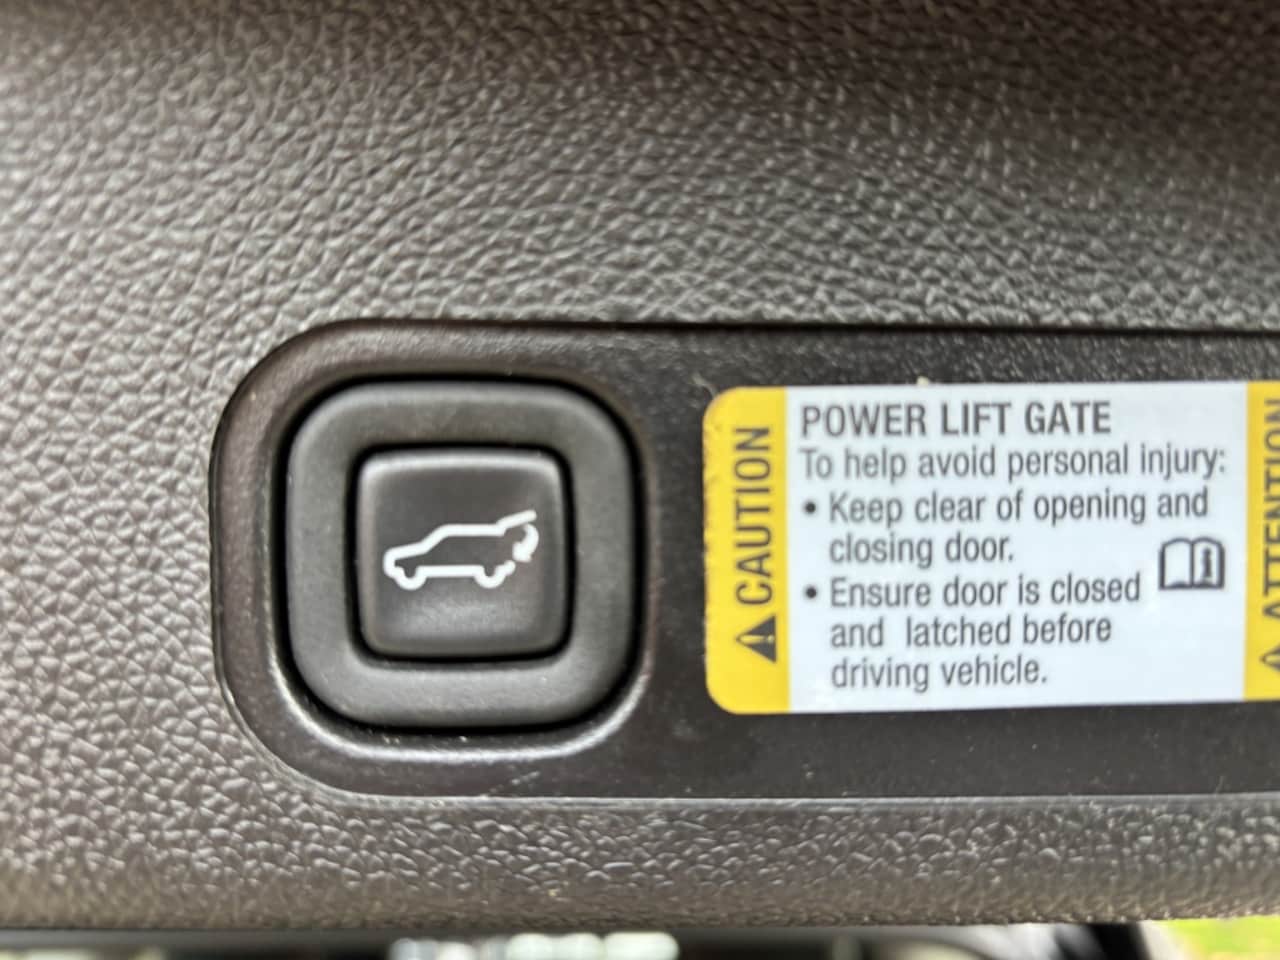 CAUTION
POWER LIFT GATE
To help avoid personal injury:
• Keep clear of opening and
closing door.
• Ensure door is closed
and latched before
driving vehicle.
ATTENTION